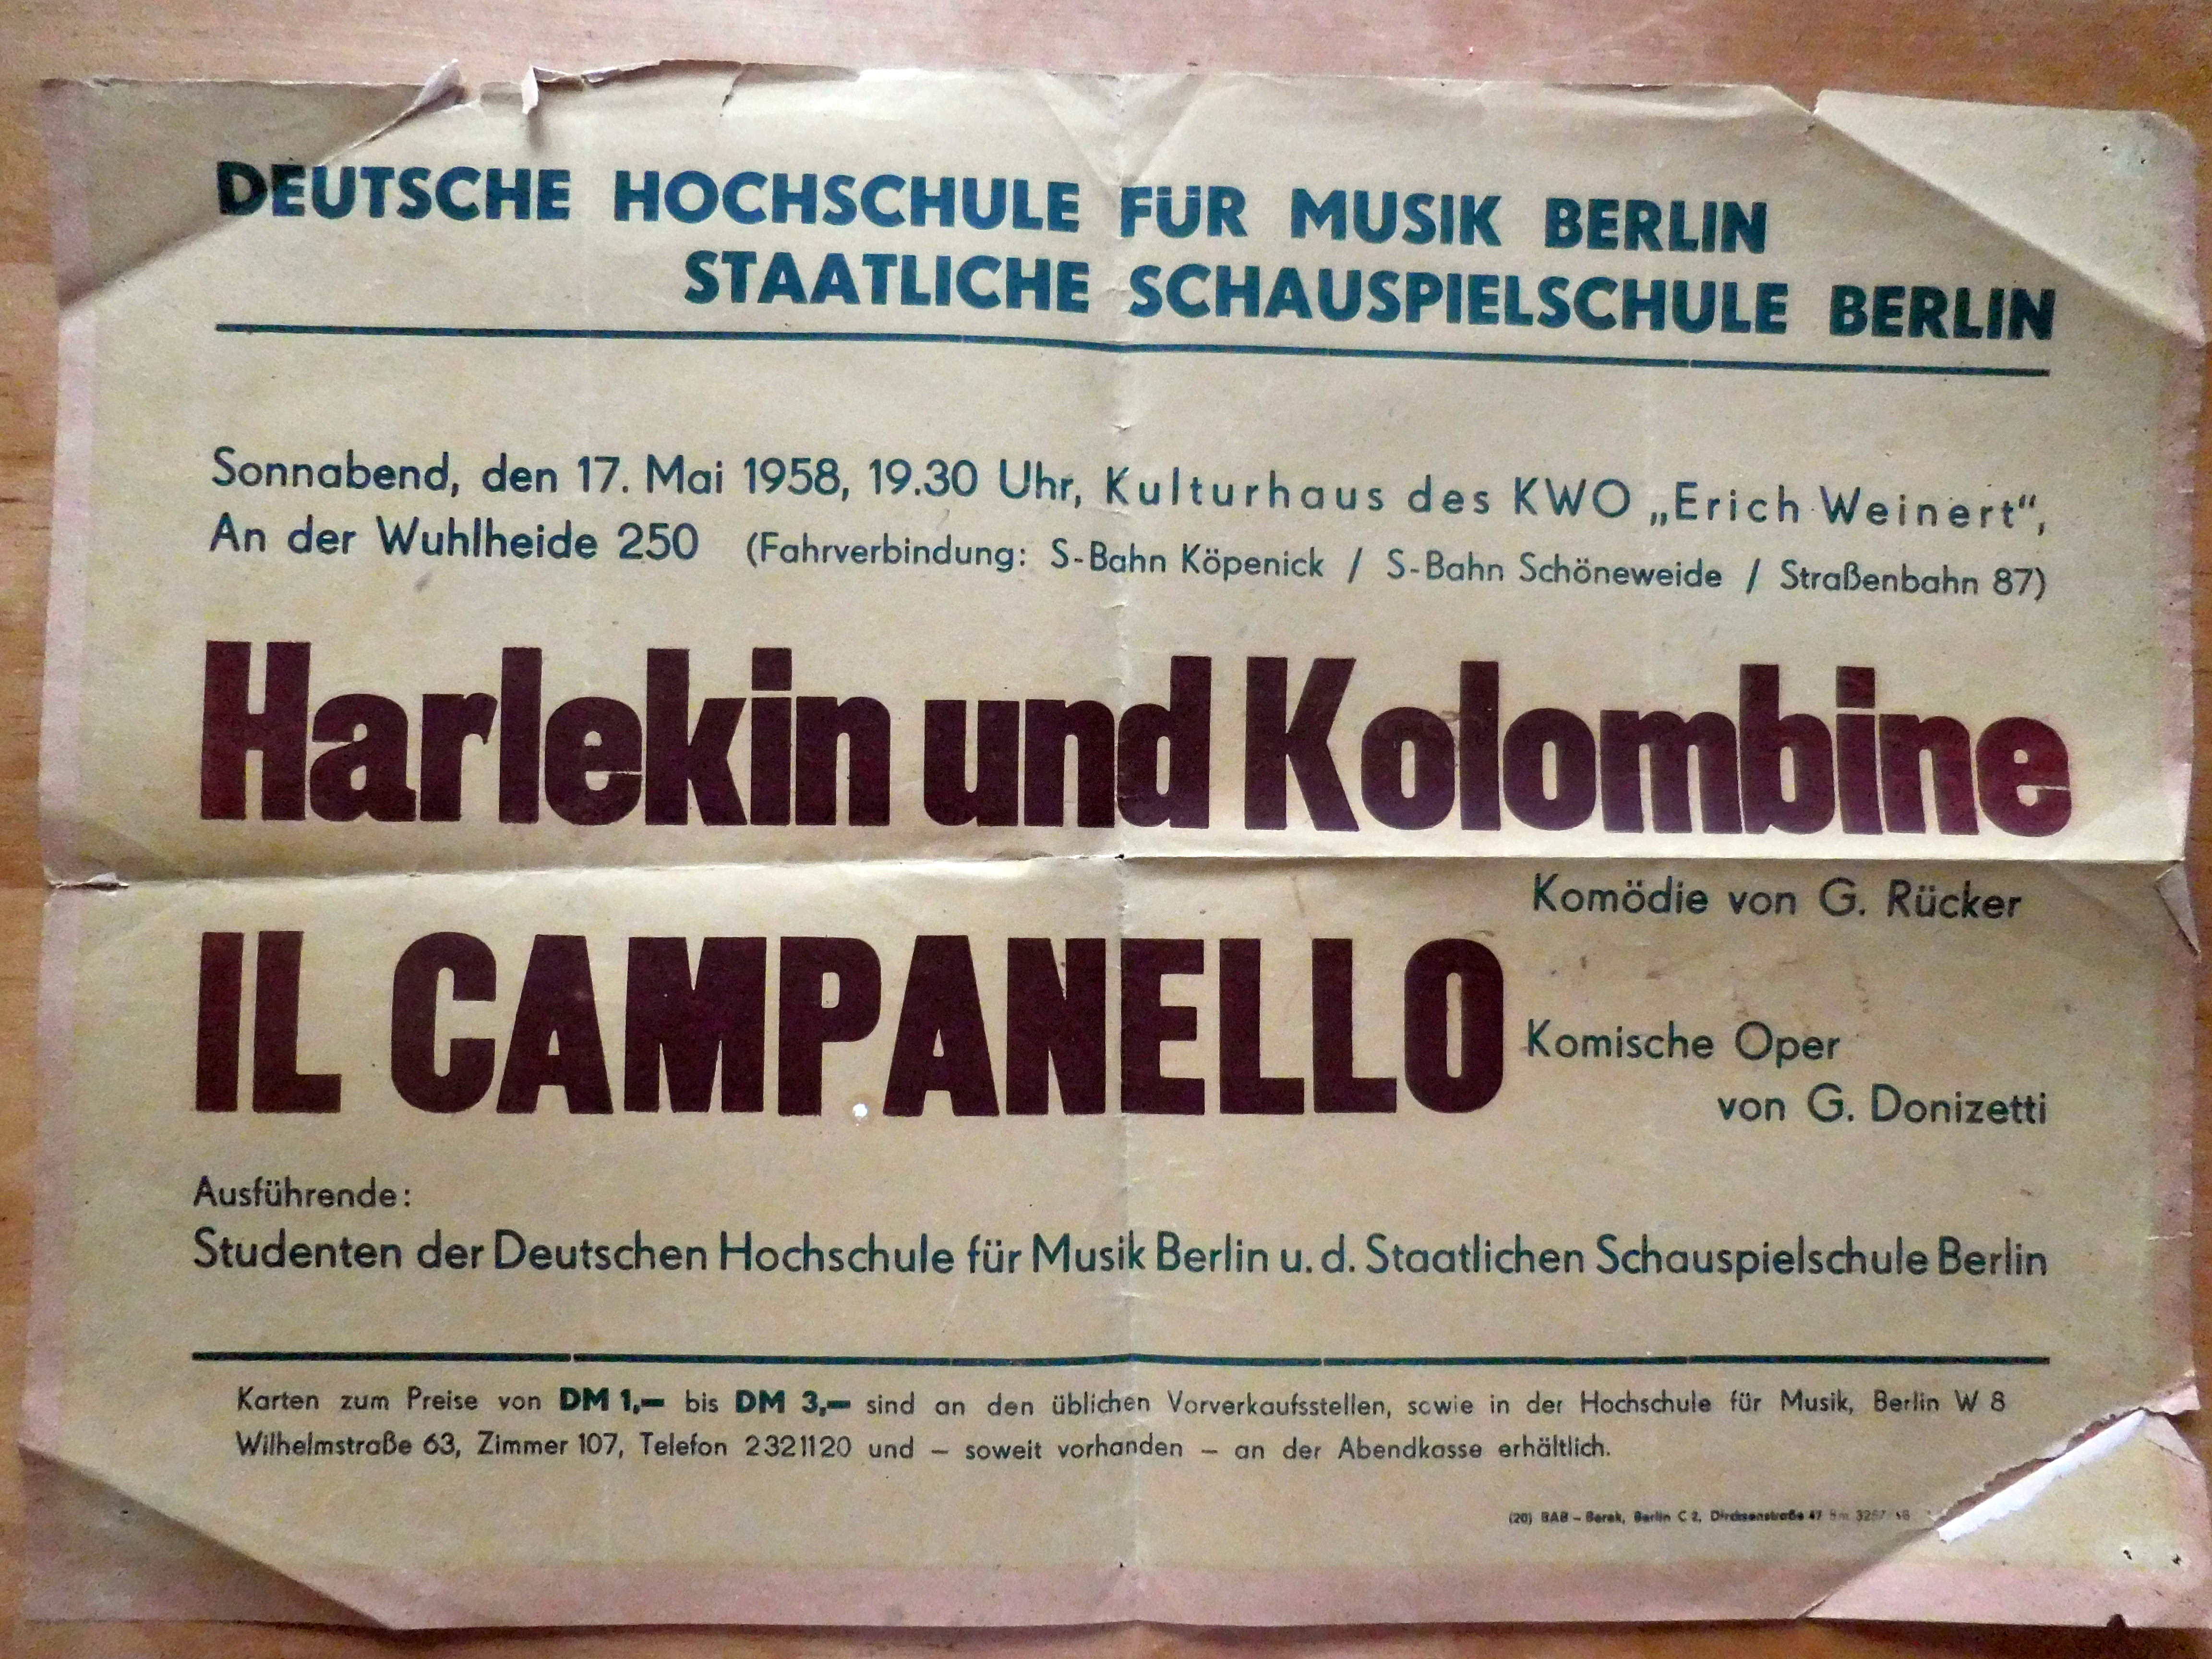 DEUTSCHE HOCHSCHULE FÜR MUSIK BERLIN
STAATLICHE SCHAUSPIELSCHULE BERLIN
Sonnabend, den 17. Mai 1958, 19.30 Uhr, Kulturhaus des KWO „Erich Weinert“,
An der Wuhlheide 250 (Fahrverbindung: S-Bahn Köpenick / S-Bahn Schöneweide / Straßenbahn 87)
Harlekin und Kolombine
Komödie von G. Rücker
IL CAMPANELLO
Komische Oper
von G. Donizetti
Ausführende:
Studenten der Deutschen Hochschule für Musik Berlin u. d. Staatlichen Schauspielschule Berlin
Karten zum Preise von DM 1,– bis DM 3,– sind an den üblichen Vorverkaufsstellen, sowie in der Hochschule für Musik, Berlin W 8
Wilhelmstraße 63, Zimmer 107, Telefon 2321120 und – soweit vorhanden – an der Abendkasse erhältlich.
(20) BAB – Berek, Berlin C 2, Dircksenstraße 47